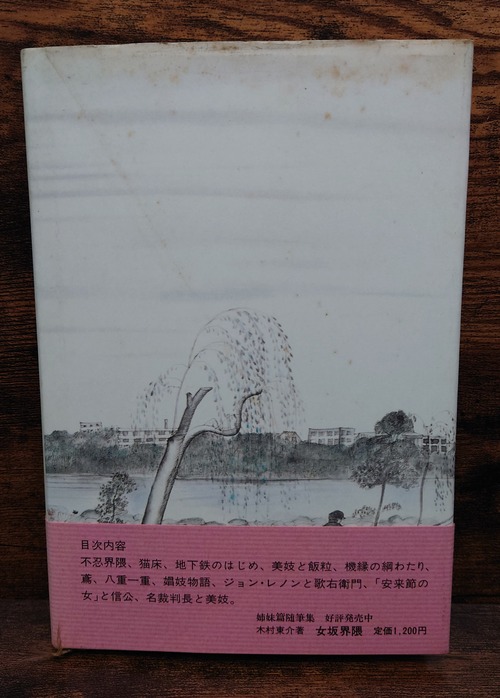 目次内容
不忍界隈、猫床、地下鉄のはじめ、美妓と飯粒、機縁の綱わたり、
鳶、八重一重、娼妓物語、ジョン・レノンと歌右衛門、「安来節の
女」と信公、名裁判長と美妓。
姉妹篇随筆集 好評発売中
木村東介著 女坂界隈 定価1,200円